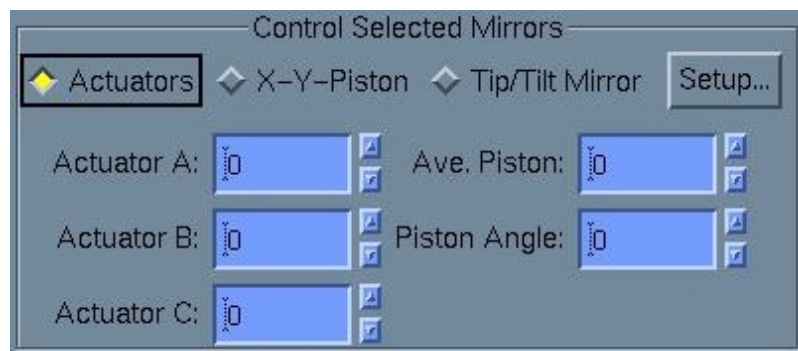 Control Selected Mirrors
Actuators X-Y-Piston Tip/Tilt Mirror Setup...
Actuator A: 0 Ave. Piston: 0
Actuator B: 0 Piston Angle: 0
Actuator C: 0